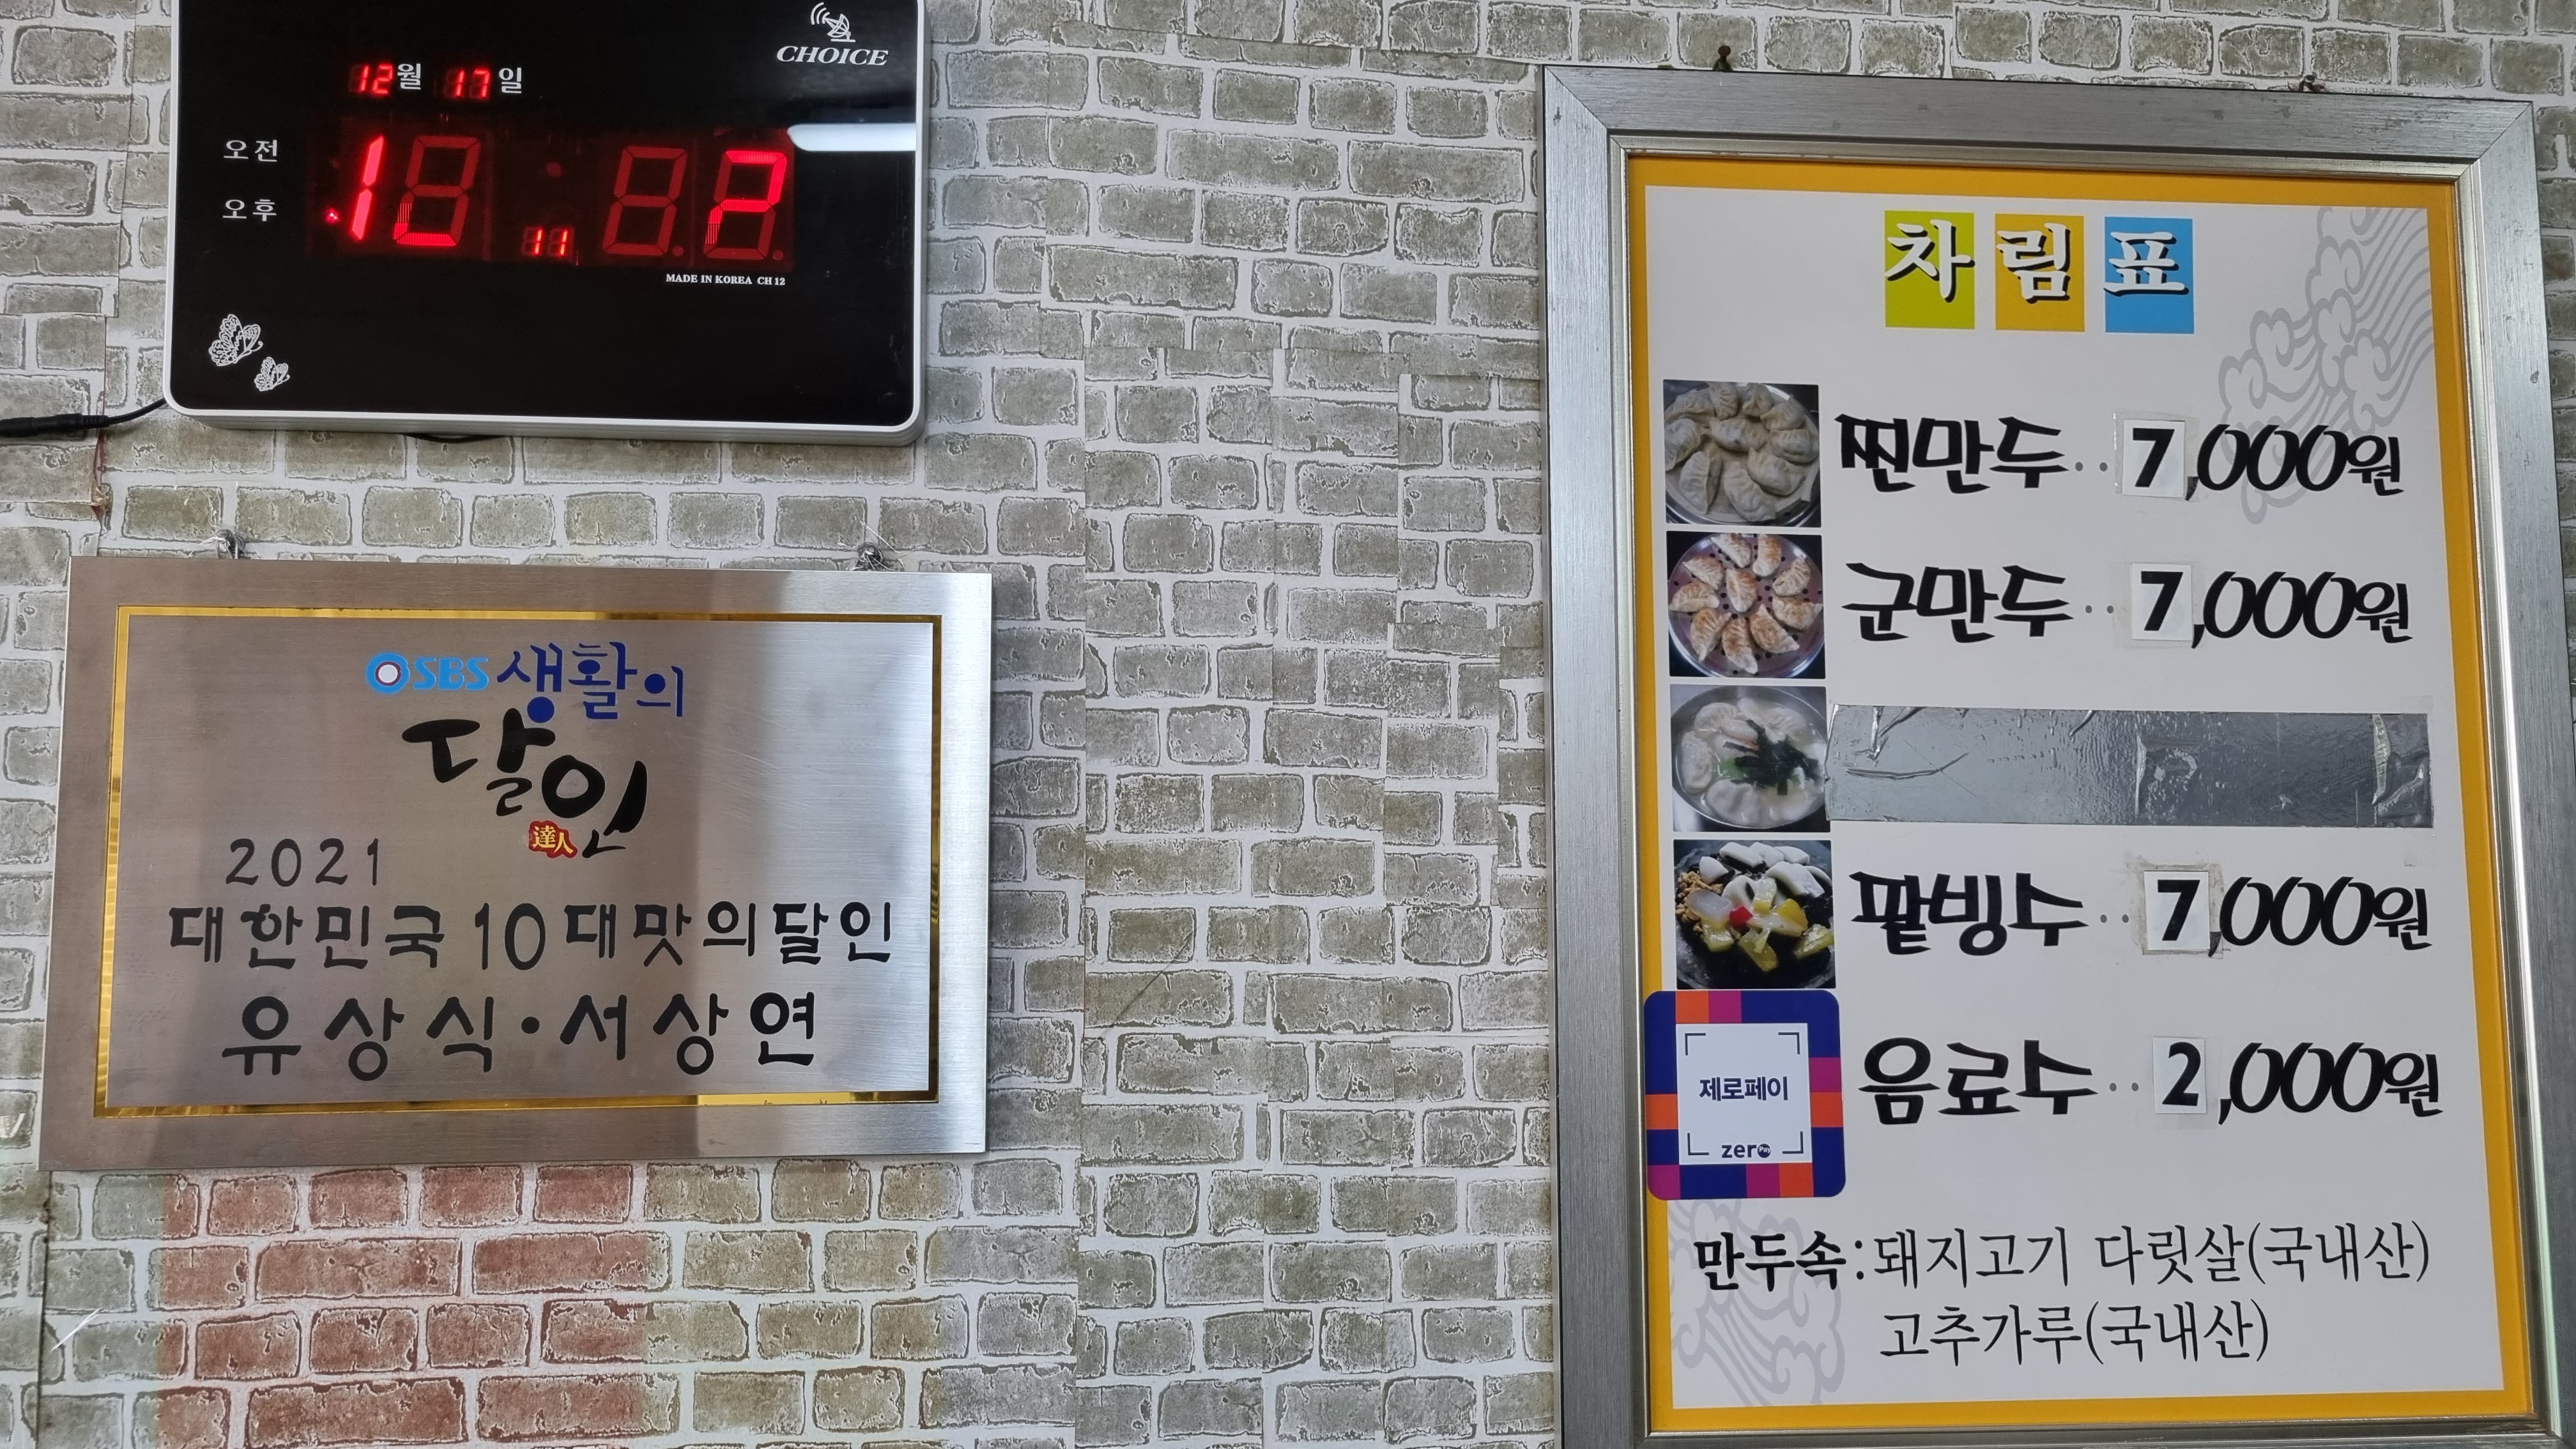 CHOICE
12월 17일
오전
오후
11
MADE IN KOREA CH 12
SBS 생활의
달인
達人
2021
대한민국 10대맛의달인
유상식·서상연
차림표
찐만두·· 7,000원
군만두·· 7,000원
팥빙수·· 7,000원
음료수·· 2,000원
제로페이
zero Pay
만두속:돼지고기 다릿살(국내산)
고추가루(국내산)